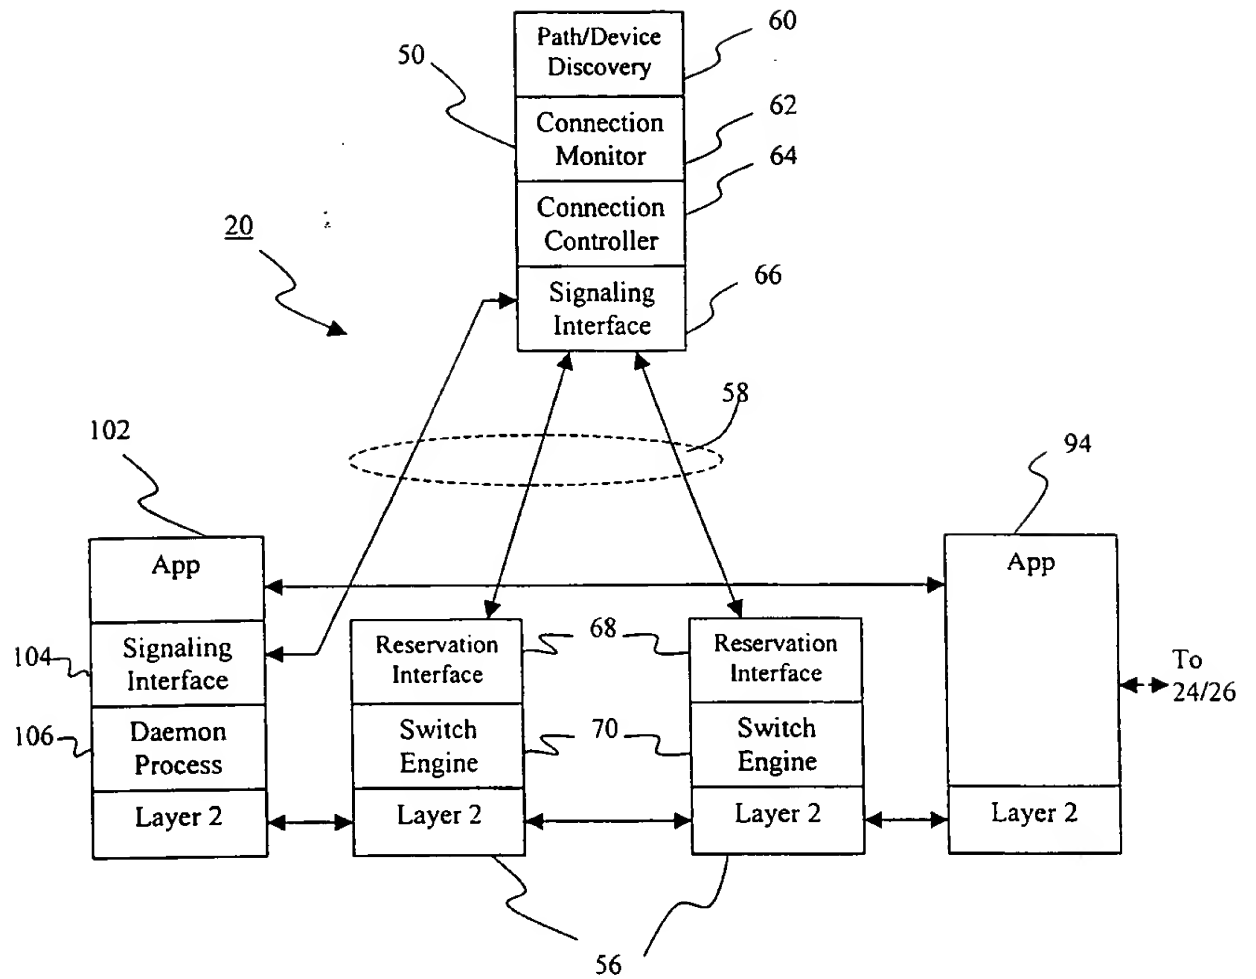 60
Path/Device
Discovery
50
62
Connection
Monitor
64
Connection
Controller
20
66
Signaling
Interface
58
102
94
App
App
68
Reservation
Interface
Reservation
Interface
104
Signaling
Interface
To
24/26
106
Daemon
Process
70
Switch
Engine
Switch
Engine
Layer 2
Layer 2
Layer 2
Layer 2
56